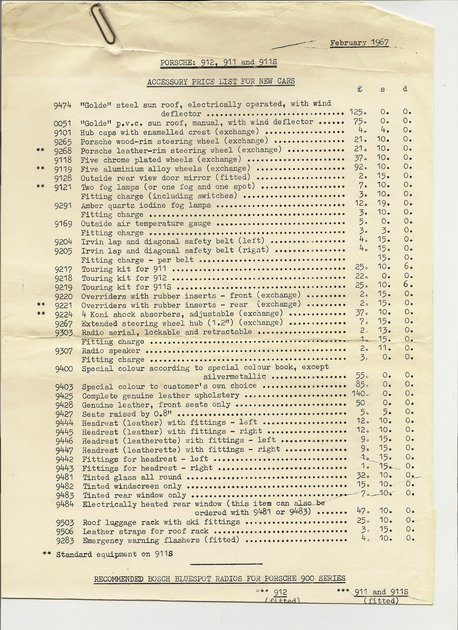 February 1967
PORSCHE: 912, 911 and 911S
ACCESSORY PRICE LIST FOR NEW CARS
£ s d
9474 "Golde" steel sun roof, electrically operated, with wind
deflector 125. 0. 0.
0051 "Golde" p.v.c. sun roof, manual, with wind deflector 75. 0. 0.
9101 Hub caps with enamelled crest (exchange) 4. 4. 0.
9265 Porsche wood-rim steering wheel (exchange) 21. 10. 0.
** 9268 Porsche leather-rim steering wheel (exchange) 21. 10. 0.
9118 Five chrome plated wheels (exchange) 37. 10. 0.
** 9119 Five aluminium alloy wheels (exchange) 92. 10. 0.
9128 Outside rear view door mirror (fitted) 2. 15. 0.
** 9121 Two fog lamps (or one fog and one spot) 7. 10. 0.
Fitting charge (including switches) 3. 10. 0.
9291 Amber quartz iodine fog lamps 12. 19. 0.
Fitting charge 3. 10. 0.
9169 Outside air temperature gauge 5. 0. 0.
Fitting charge 3. 3. 0.
9204 Irvin lap and diagonal safety belt (left) 4. 15. 0.
9205 Irvin lap and diagonal safety belt (right) 4. 15. 0.
Fitting charge - per belt 15. 0.
9217 Touring kit for 911 25. 10. 6.
9218 Touring kit for 912 22. 0. 0.
9219 Touring kit for 911S 25. 10. 6.
9220 Overriders with rubber inserts - front (exchange) 2. 15. 0.
** 9221 Overriders with rubber inserts - rear (exchange) 2. 15. 0.
** 9224 4 Koni shock absorbers, adjustable (exchange) 37. 10. 0.
9267 Extended steering wheel hub (1.2") (exchange) 7. 15. 0.
9303 Radio aerial, lockable and retractable 2. 13. 0.
Fitting charge 1. 15. 0.
9307 Radio speaker 2. 11. 0.
Fitting charge 3. 0. 0.
9400 Special colour according to special colour book, except
silvermetallic 55. 0. 0.
9403 Special colour to customer's own choice 85. 0. 0.
9425 Complete genuine leather upholstery 140. 0. 0.
9428 Genuine leather, front seats only 50 0. 0.
9427 Seats raised by 0.8" 5. 5. 0.
9444 Headrest (leather) with fittings - left 12. 10. 0.
9445 Headrest (leather) with fittings - right 12. 10. 0.
9446 Headrest (leatherette) with fittings - left 9. 15. 0.
9447 Headrest (leatherette) with fittings - right 9. 15. 0.
9442 Fittings for headrest - left 1. 15. 0.
9443 Fittings for headrest - right 1. 15. 0.
9481 Tinted glass all round 32. 10. 0.
9482 Tinted windscreen only 15. 10. 0.
9483 Tinted rear window only 7. 10. 0.
9484 Electrically heated rear window (this item can also be
ordered with 9481 or 9483) 47. 10. 0.
9503 Roof luggage rack with ski fittings 25. 10. 0.
9506 Leather straps for roof rack 3. 15. 0.
9283 Emergency warning flashers (fitted) 4. 10. 0.
** Standard equipment on 911S
RECOMMENDED BOSCH BLUESPOT RADIOS FOR PORSCHE 900 SERIES
*** 912 *** 911 and 911S
(fitted) (fitted)